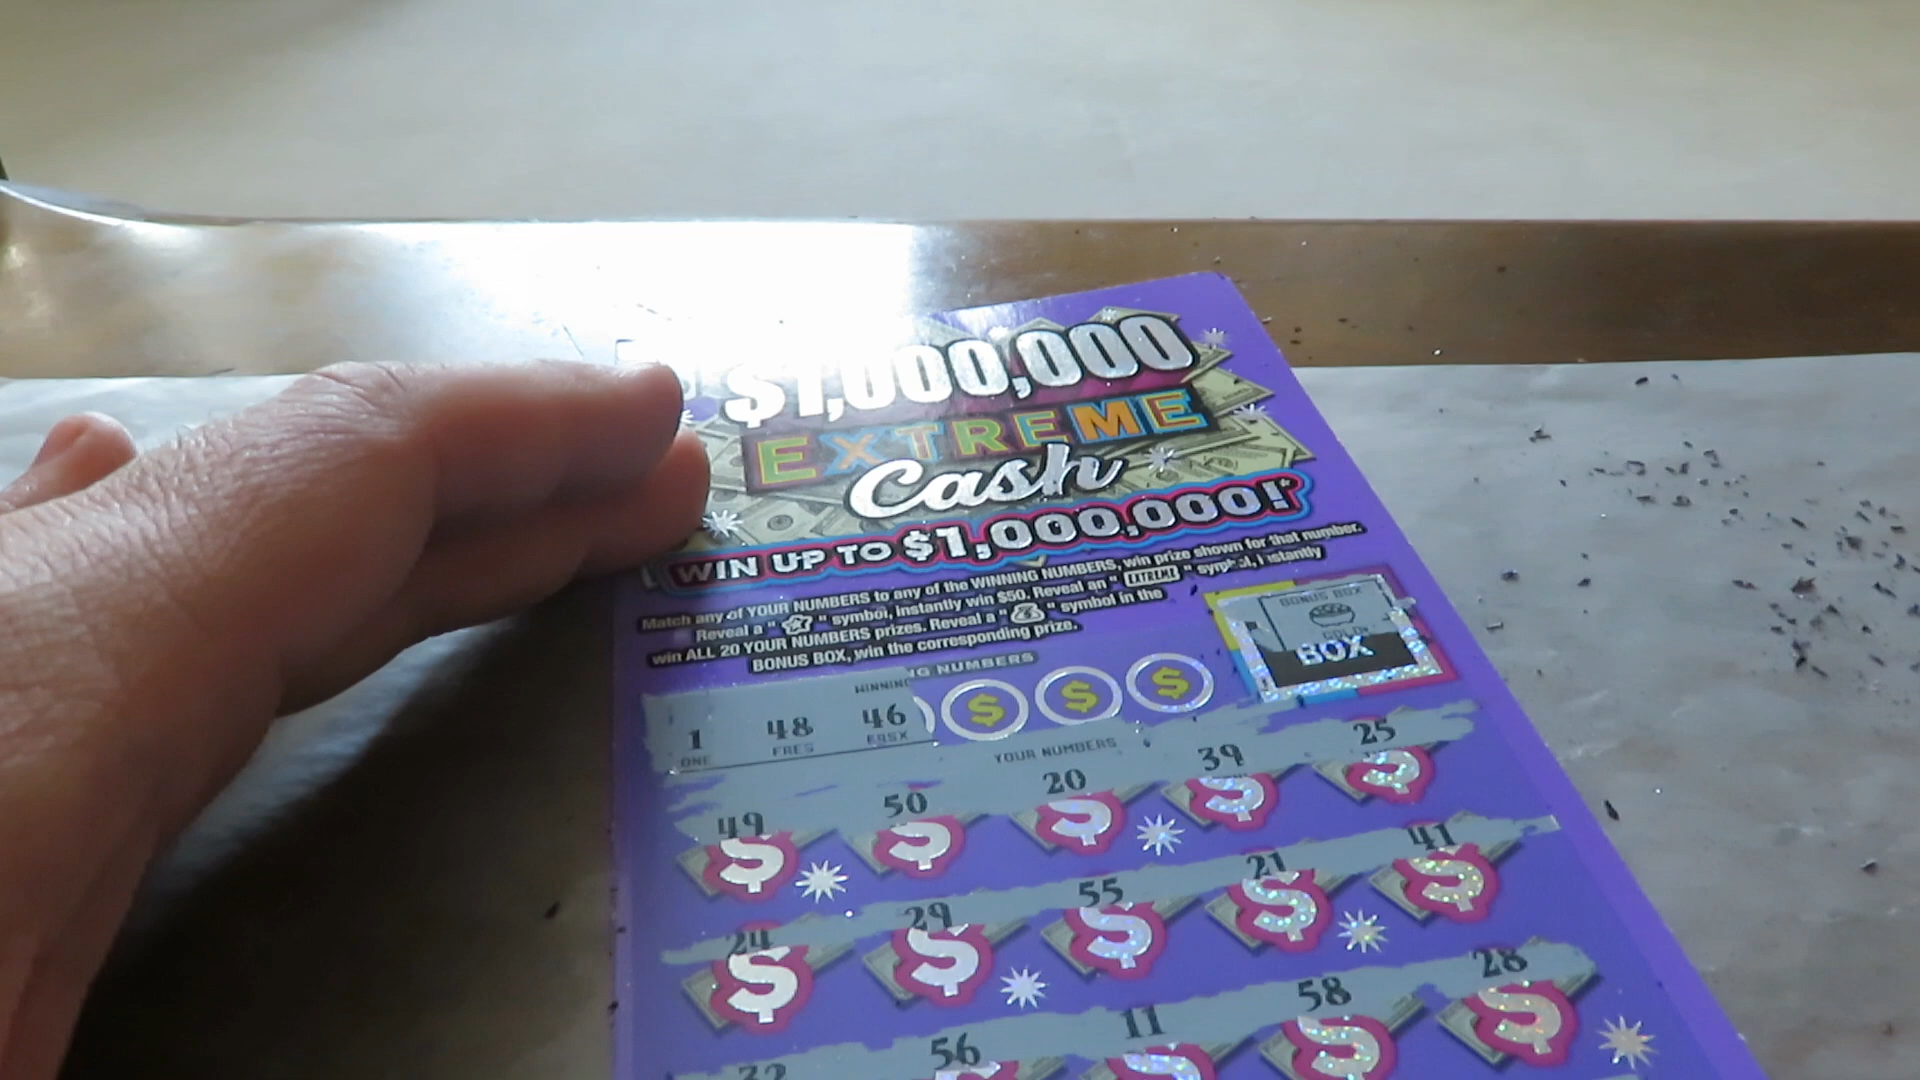 $1,000,000
EXTREME
Cash
WIN UP TO $1,000,000!
Match any of YOUR NUMBERS to any of the WINNING NUMBERS, win prize shown for that number.
Reveal a " " symbol, instantly win $50. Reveal an " EXTREME " symbol, instantly
win ALL 20 YOUR NUMBERS prizes. Reveal a " " symbol in the
BONUS BOX, win the corresponding prize.
BONUS BOX
BOX
WINNING NUMBERS
1 48 46
ONE
$ $ $
YOUR NUMBERS
49 50 20 39 25
$ $ $ $ $
24 29 55 21 41
$ $ $ $ $
32 56 11 58 28
$ $